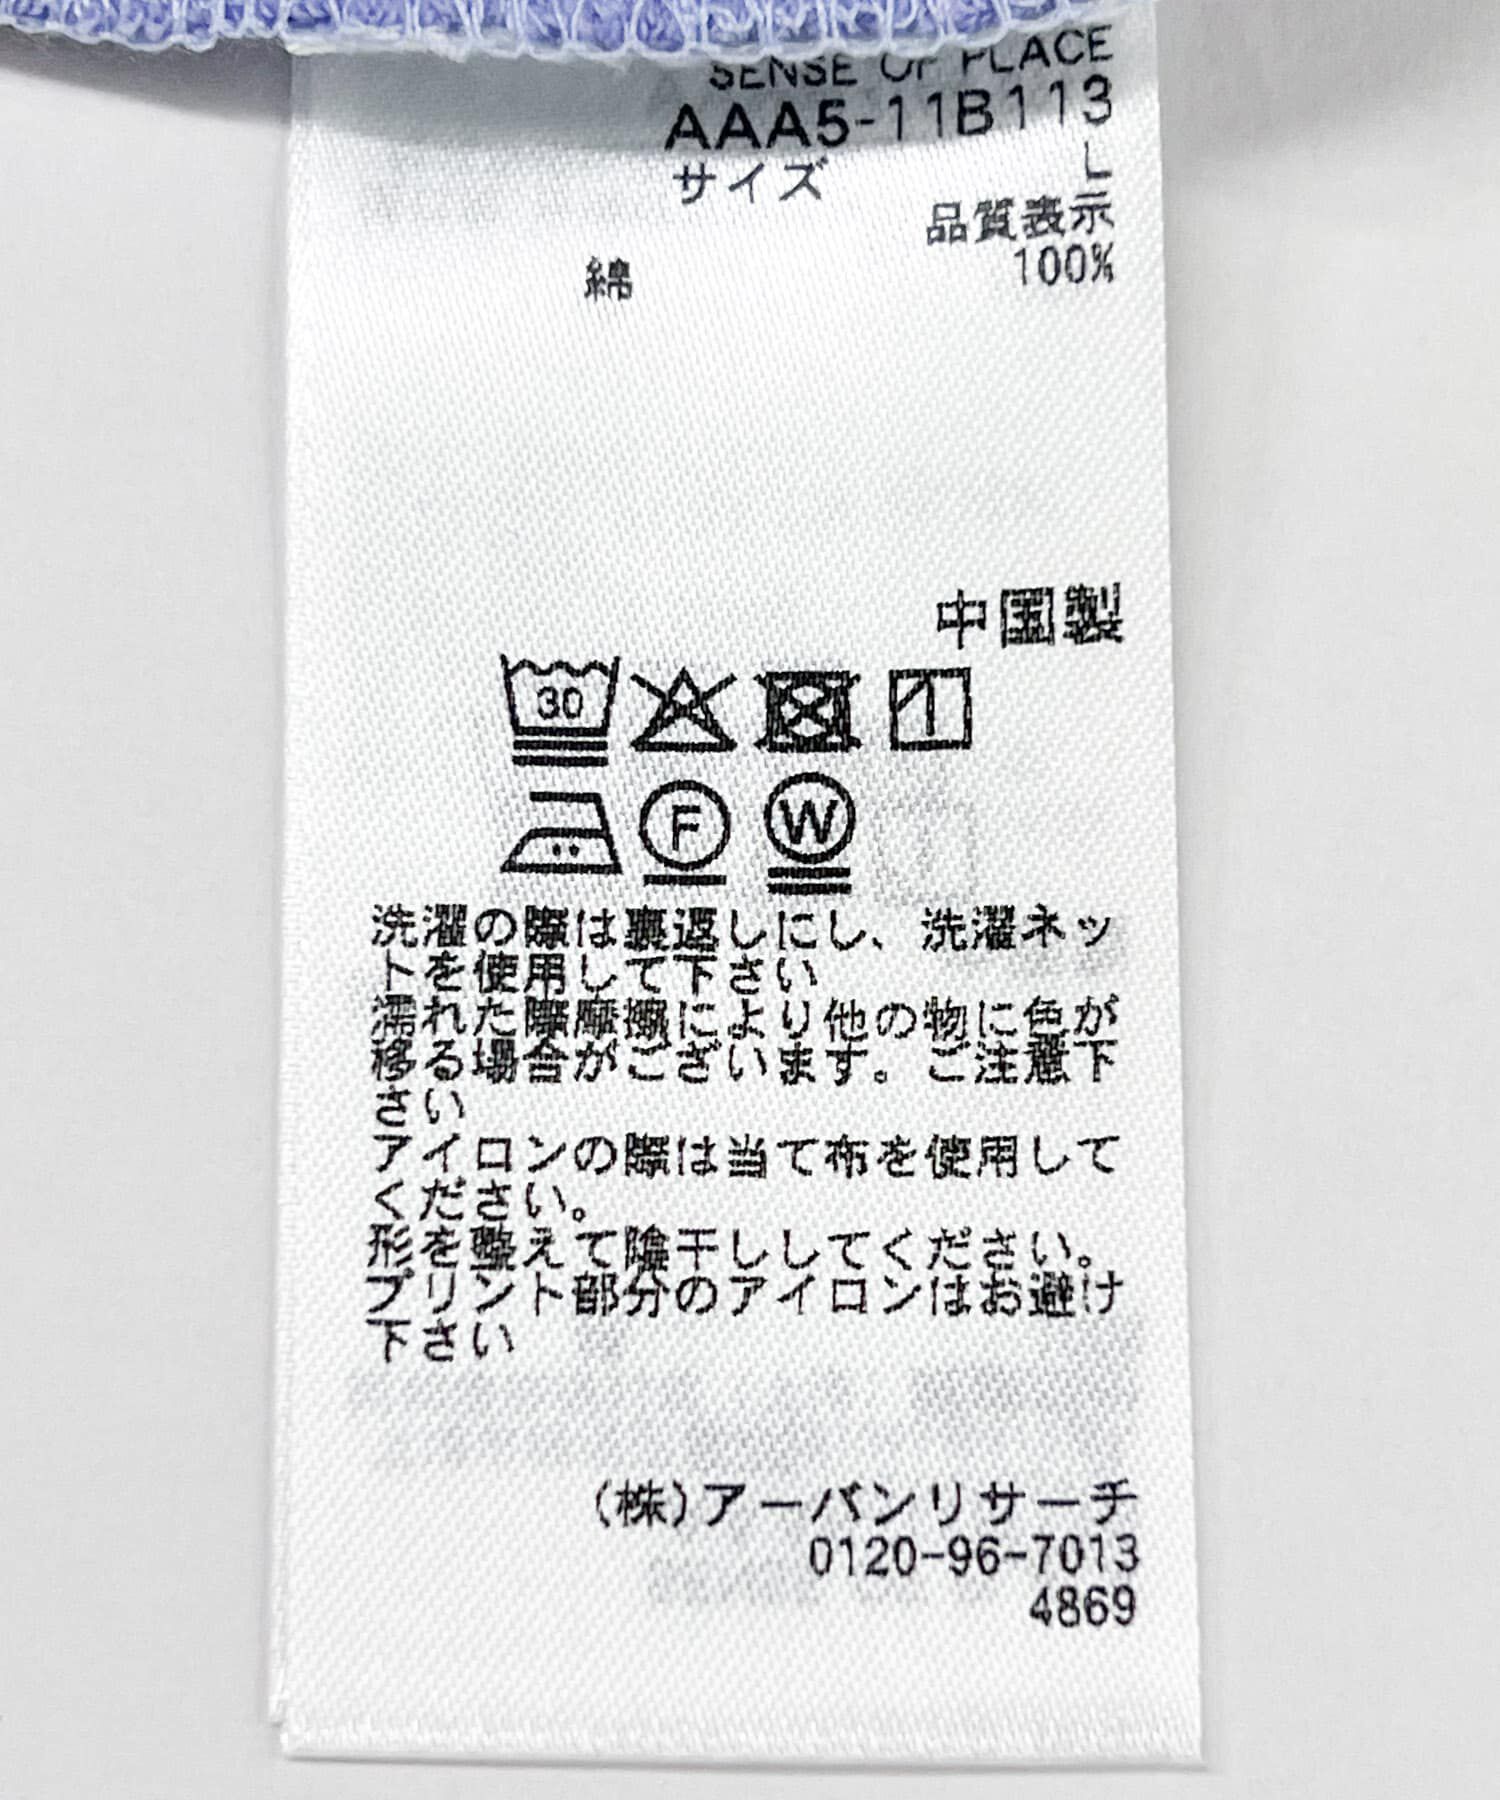 SENSE OF PLACE
AAA5-11B113
サイズ L
品質表示
綿 100%
中国製
30
F W
洗濯の際は裏返しにし、洗濯ネッ
トを使用して下さい
濡れた際摩擦により他の物に色が
移る場合がございます。ご注意下
さい
アイロンの際は当て布を使用して
ください。
形を整えて陰干ししてください。
プリント部分のアイロンはお避け
下さい
(株)アーバンリサーチ
0120-96-7013
4869